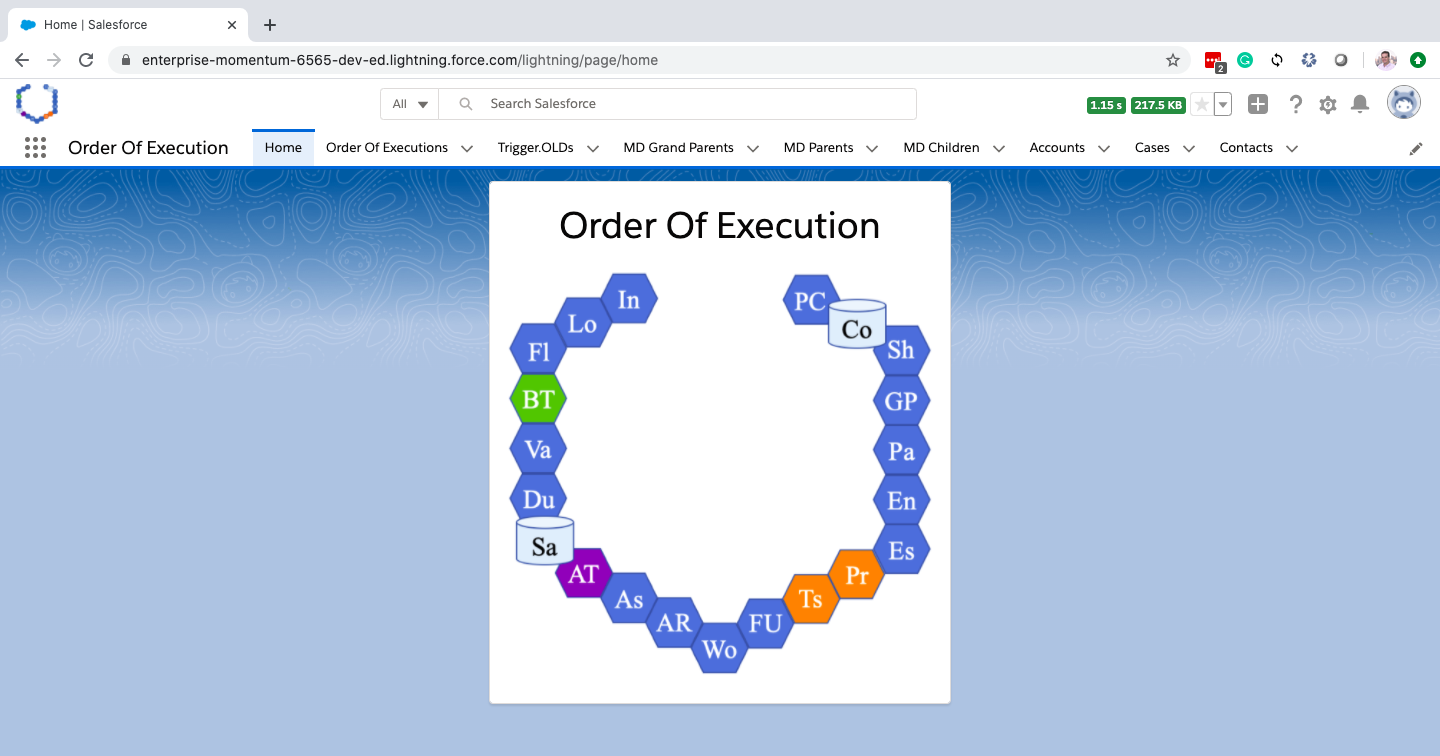 Home | Salesforce
enterprise-momentum-6565-dev-ed.lightning.force.com/lightning/page/home
2
All Search Salesforce 1.15 s 217.5 KB
Order Of Execution Home Order Of Executions Trigger.OLDs MD Grand Parents MD Parents MD Children Accounts Cases Contacts
Order Of Execution
In
Lo
Fl
BT
Va
Du
Sa
AT
As
AR
Wo
FU
Ts
Pr
Es
En
Pa
GP
Sh
Co
PC